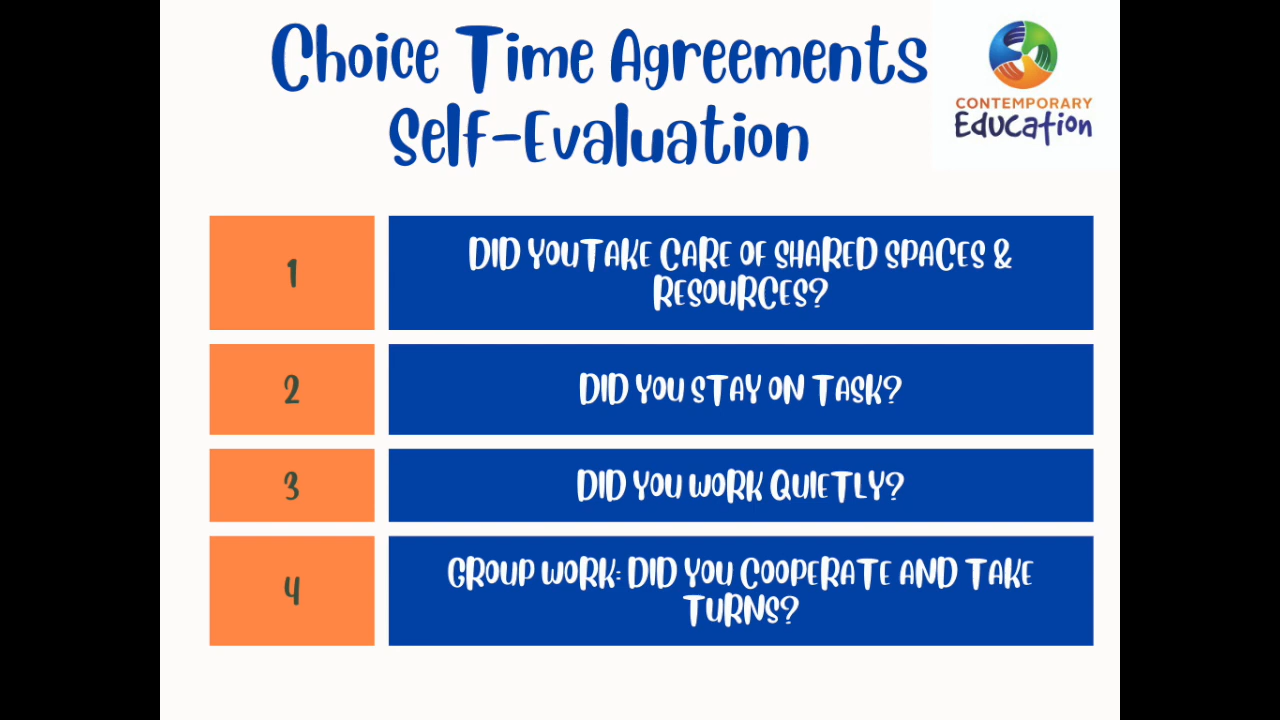 Choice Time Agreements
Self-Evaluation
CONTEMPORARY
Education
1
DID YOUTAKE CARE OF SHARED SPACES &
RESOURCES?
2
DID YOU STAY ON TASK?
3
DID YOU WORK QUIETLY?
4
GROUP WORK: DID YOU COOPERATE AND TAKE
TURNS?